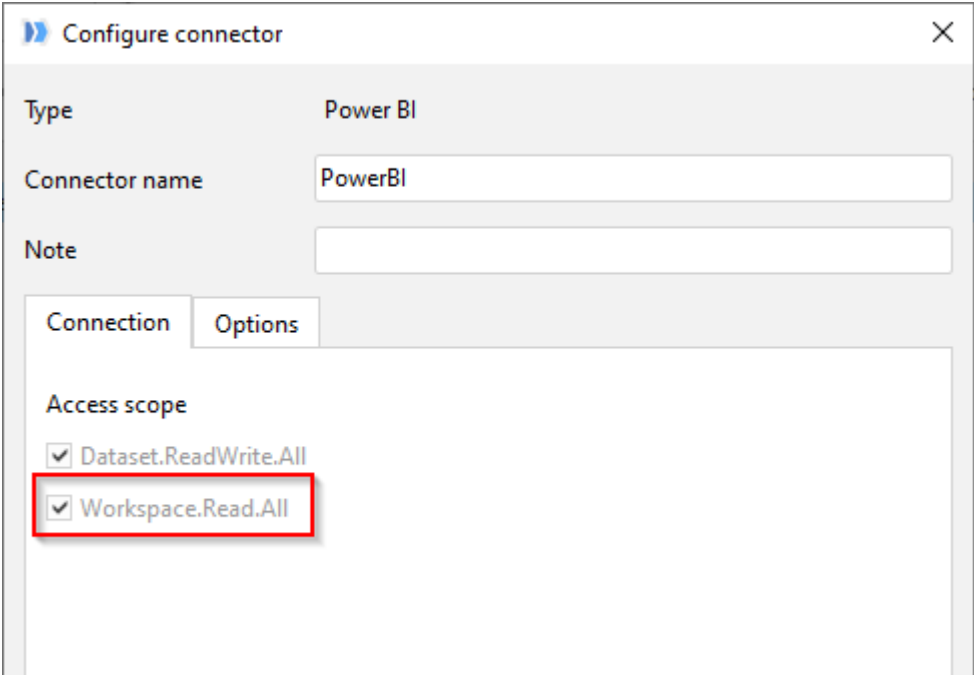 Configure connector
Type Power BI
Connector name PowerBI
Note
Connection Options
Access scope
Dataset.ReadWrite.All
Workspace.Read.All